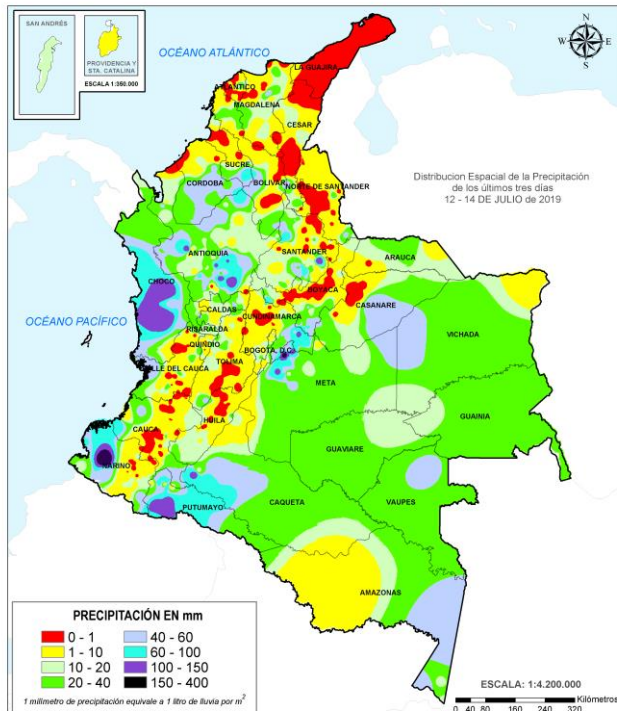 SAN ANDRÉS
PROVIDENCIA Y
STA. CATALINA
ESCALA 1:350.000
OCÉANO ATLÁNTICO
N
W E
S
LA GUAJIRA
ATLÁNTICO
MAGDALENA
CESAR
SUCRE
CORDOBA
BOLIVAR
NORTE DE SANTANDER
Distribucion Espacial de la Precipitación
de los últimos tres días
12 - 14 DE JULIO de 2019
ANTIOQUIA
SANTANDER
ARAUCA
CHOCO
BOYACA
CASANARE
OCÉANO PACÍFICO
CALDAS
CUNDINAMARCA
RISARALDA
VICHADA
QUINDIO
BOGOTA, D.C.
TOLIMA
VALLE DEL CAUCA
META
GUAINIA
CAUCA
HUILA
GUAVIARE
NARIÑO
CAQUETA
VAUPES
PUTUMAYO
AMAZONAS
PRECIPITACIÓN EN mm
0 - 1 40 - 60
1 - 10 60 - 100
10 - 20 100 - 150
20 - 40 150 - 400
1 milímetro de precipitación equivale a 1 litro de lluvia por m²
ESCALA: 1:4.200.000
Kilómetros
0 40 80 160 240 320